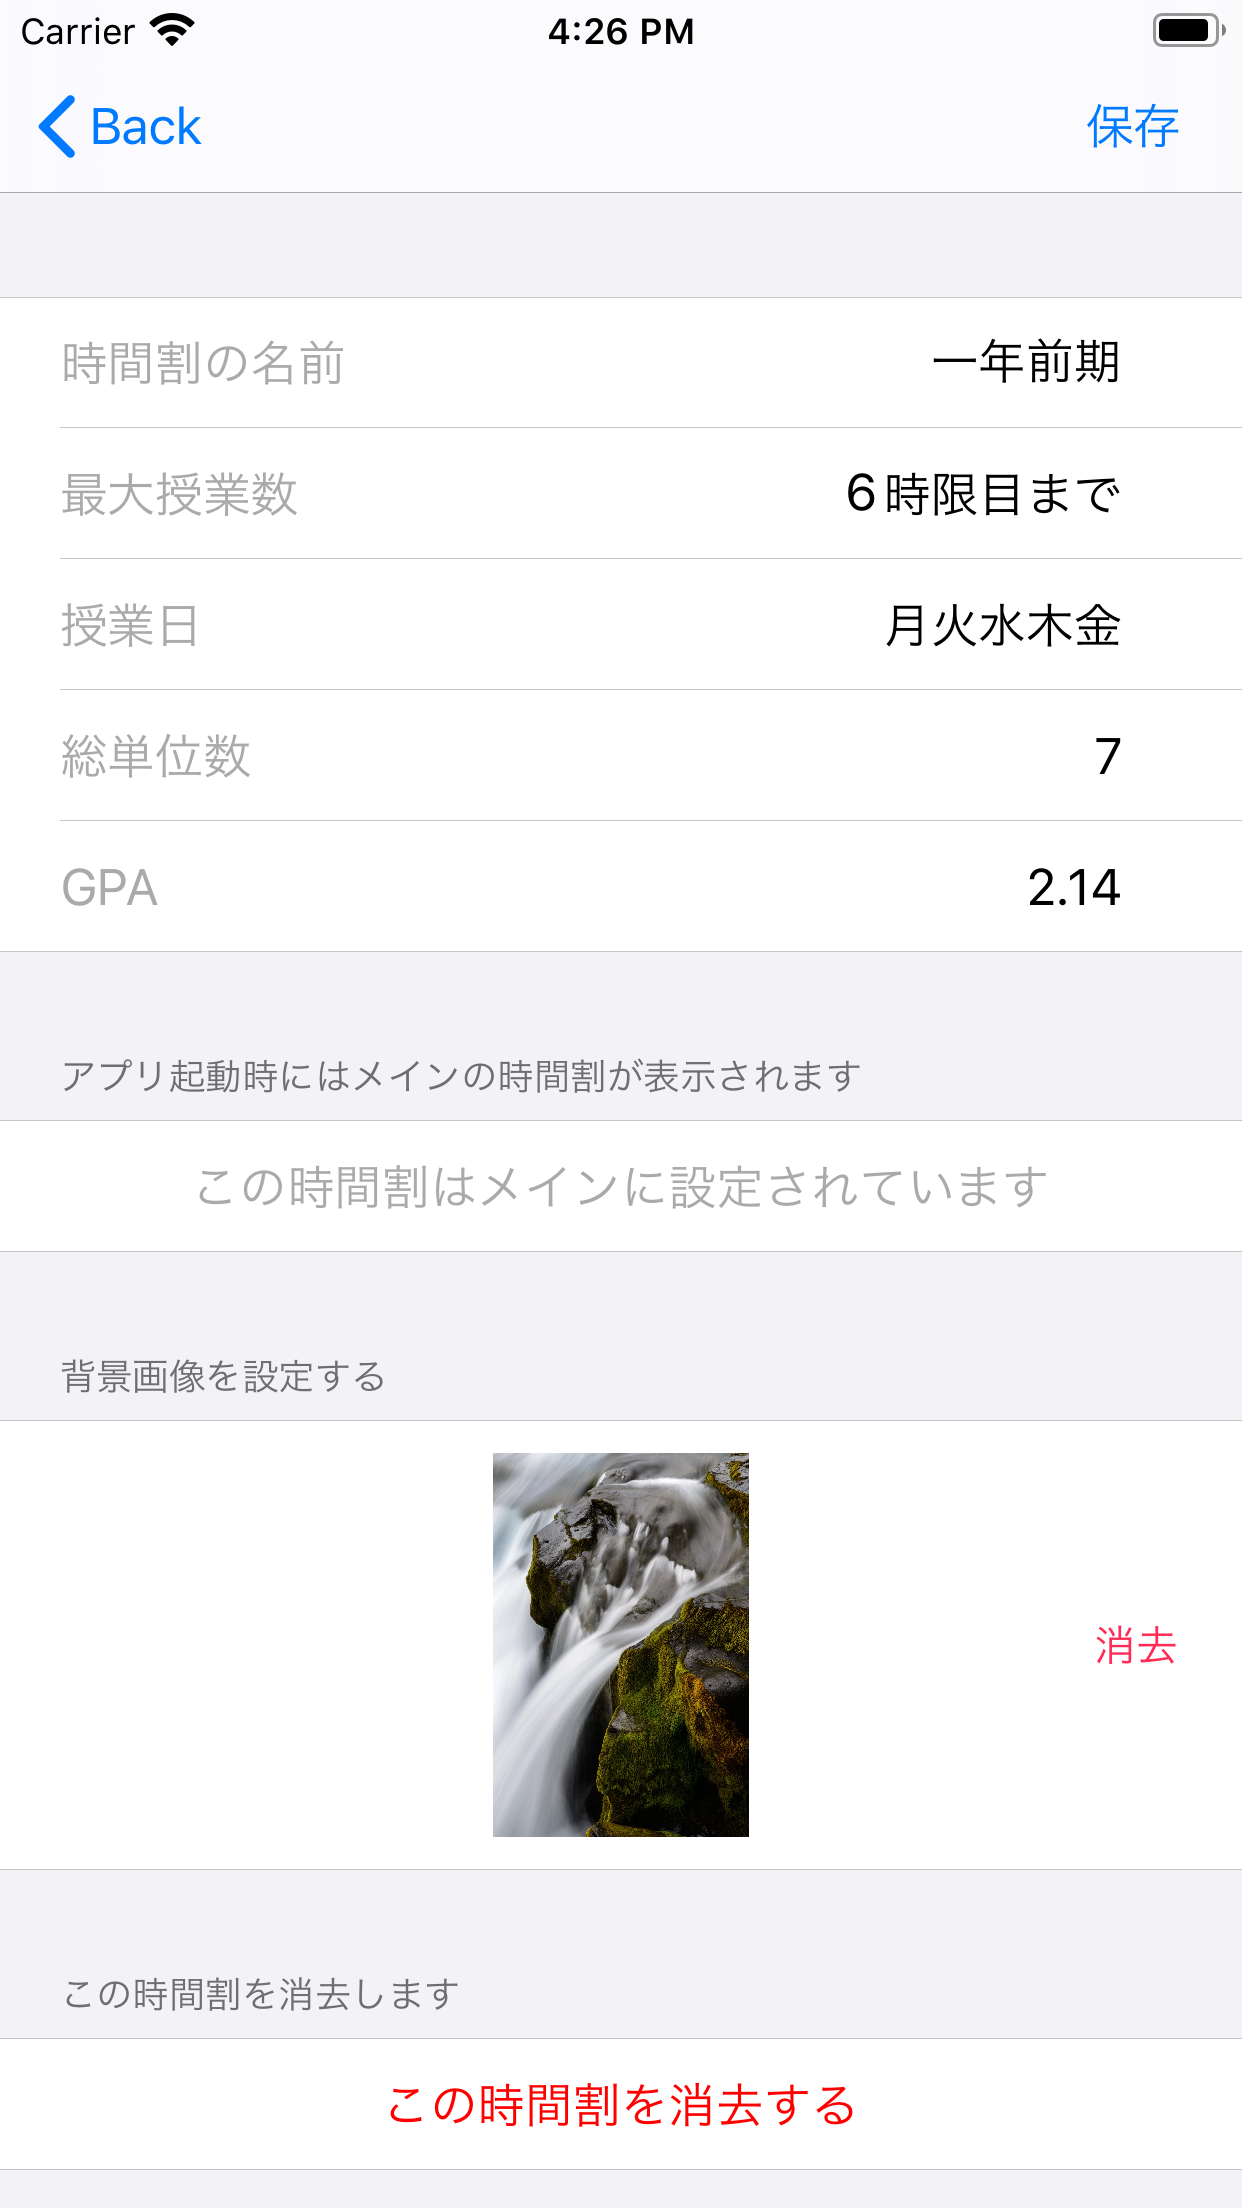 Carrier 4:26 PM
Back 保存
時間割の名前 一年前期
最大授業数 6時限目まで
授業日 月火水木金
総単位数 7
GPA 2.14
アプリ起動時にはメインの時間割が表示されます
この時間割はメインに設定されています
背景画像を設定する
消去
この時間割を消去します
この時間割を消去する